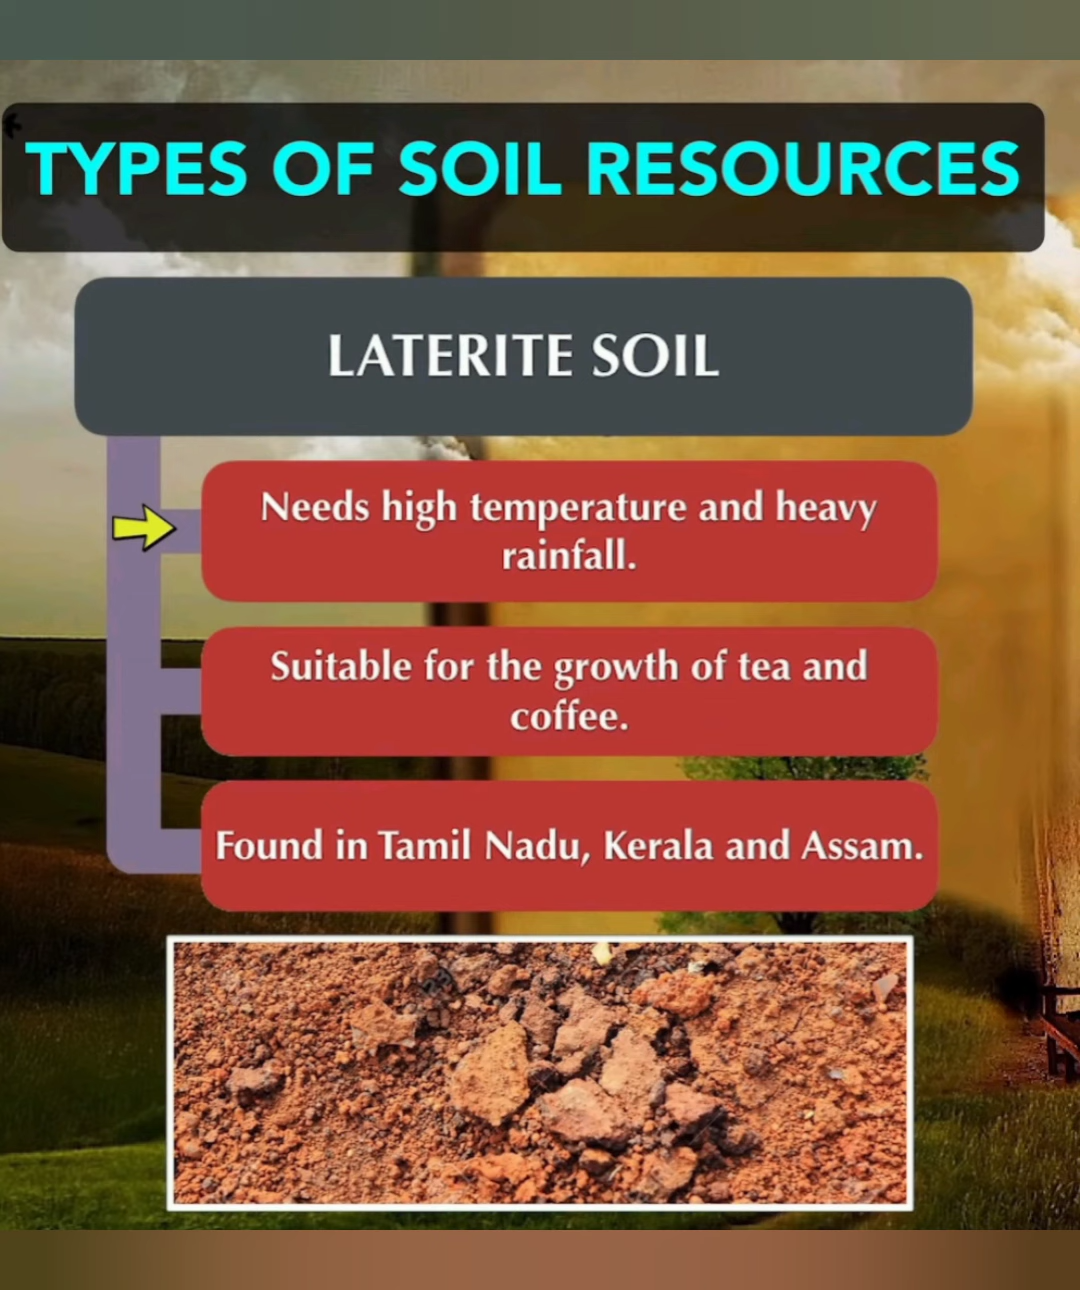 TYPES OF SOIL RESOURCES
LATERITE SOIL
Needs high temperature and heavy
rainfall.
Suitable for the growth of tea and
coffee.
Found in Tamil Nadu, Kerala and Assam.